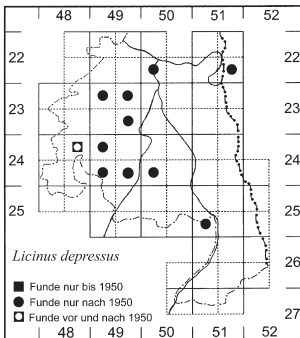 48 49 50 51 52
22 22
23 23
24 24
25 25
Licinus depressus
26
Funde nur bis 1950
Funde nur nach 1950
Funde vor und nach 1950
27
48 49 50 51 52